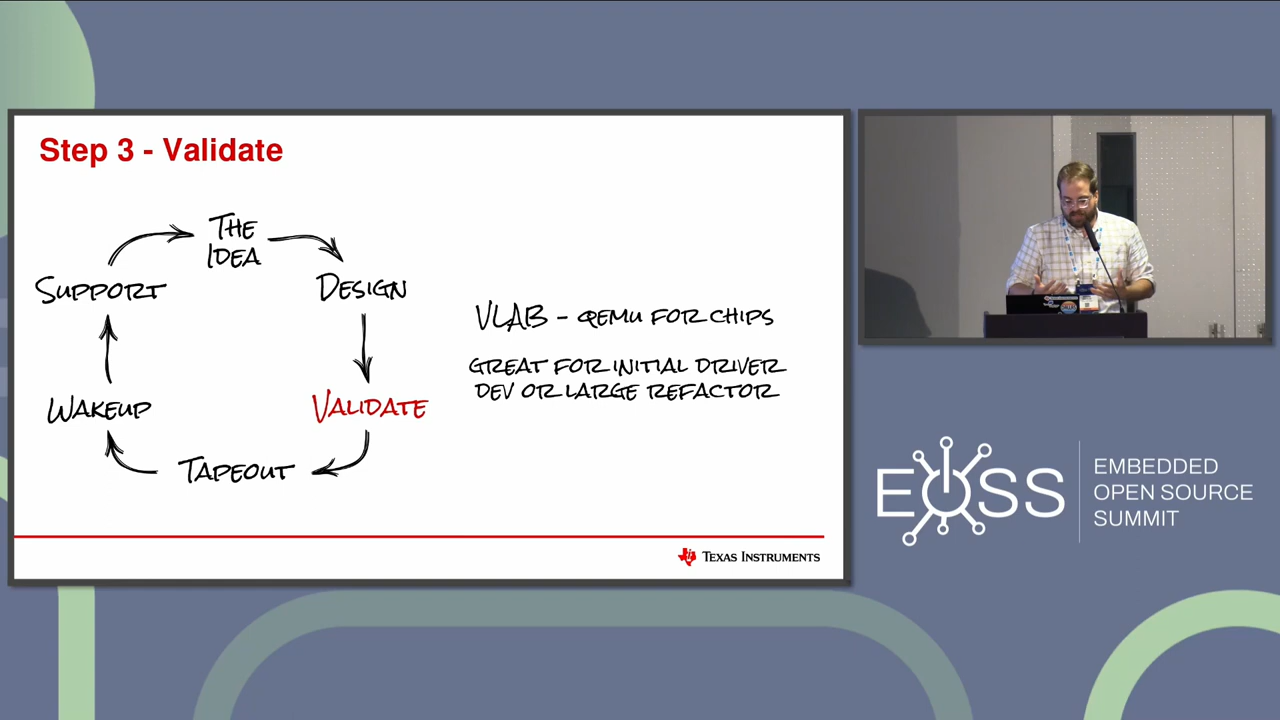 Step 3 - Validate
THE
IDEA
SUPPORT
DESIGN
VLAB - QEMU FOR CHIPS
GREAT FOR INITIAL DRIVER
DEV OR LARGE REFACTOR
WAKEUP
VALIDATE
TAPEOUT
TEXAS INSTRUMENTS
EOSS
EMBEDDED
OPEN SOURCE
SUMMIT